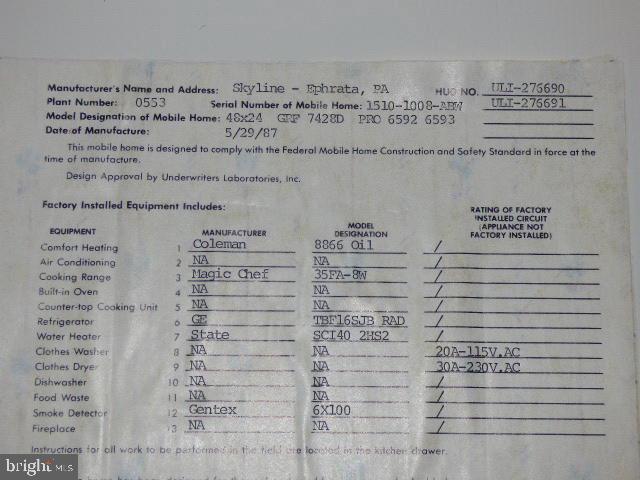 Manufacturer's Name and Address: Skyline - Ephrata, PA HUD NO. ULI-276690
Plant Number: 0553 Serial Number of Mobile Home: 1510-1008-ABW ULI-276691
Model Designation of Mobile Home: 48x24 GRF 7428D PRO 6592 6593
Date of Manufacture: 5/29/87
This mobile home is designed to comply with the Federal Mobile Home Construction and Safety Standard in force at the
time of manufacture.
Design Approval by Underwriters Laboratories, Inc.
Factory Installed Equipment Includes:
EQUIPMENT MANUFACTURER MODEL DESIGNATION RATING OF FACTORY INSTALLED CIRCUIT (APPLIANCE NOT FACTORY INSTALLED)
Comfort Heating 1 Coleman 8866 Oil /
Air Conditioning 2 NA NA /
Cooking Range 3 Magic Chef 35FA-8W /
Built-in Oven 4 NA NA /
Counter-top Cooking Unit 5 NA NA /
Refrigerator 6 GE TBF16SJB RAD /
Water Heater 7 State SCI40 2HS2 /
Clothes Washer 8 NA NA 20A-115V.AC
Clothes Dryer 9 NA NA 30A-230V.AC
Dishwasher 10 NA NA /
Food Waste 11 NA NA /
Smoke Detector 12 Gentex 6X100 /
Fireplace 13 NA NA /
Instructions for all work to be performed in the field are located in the kitchen drawer.
bright MLS